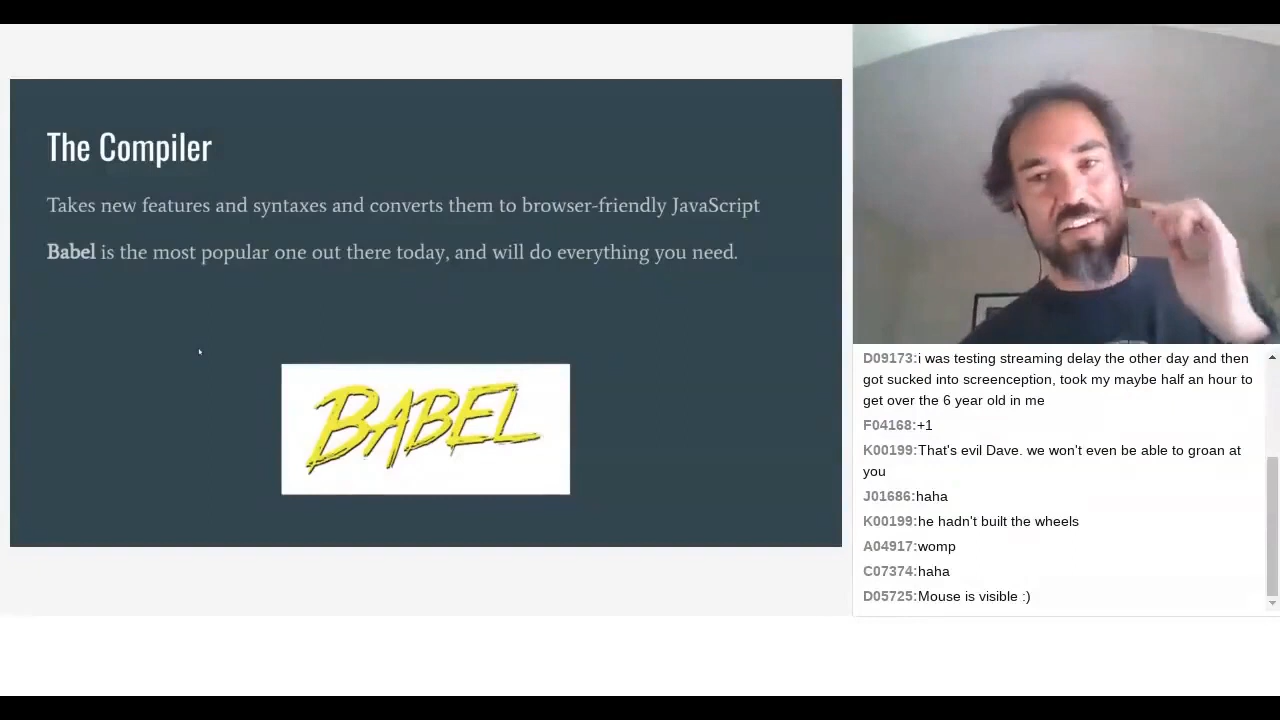 The Compiler
Takes new features and syntaxes and converts them to browser-friendly JavaScript
Babel is the most popular one out there today, and will do everything you need.
BABEL
D09173:i was testing streaming delay the other day and then
got sucked into screenception, took my maybe half an hour to
get over the 6 year old in me
F04168:+1
K00199:That's evil Dave. we won't even be able to groan at
you
J01686:haha
K00199:he hadn't built the wheels
A04917:womp
C07374:haha
D05725:Mouse is visible :)